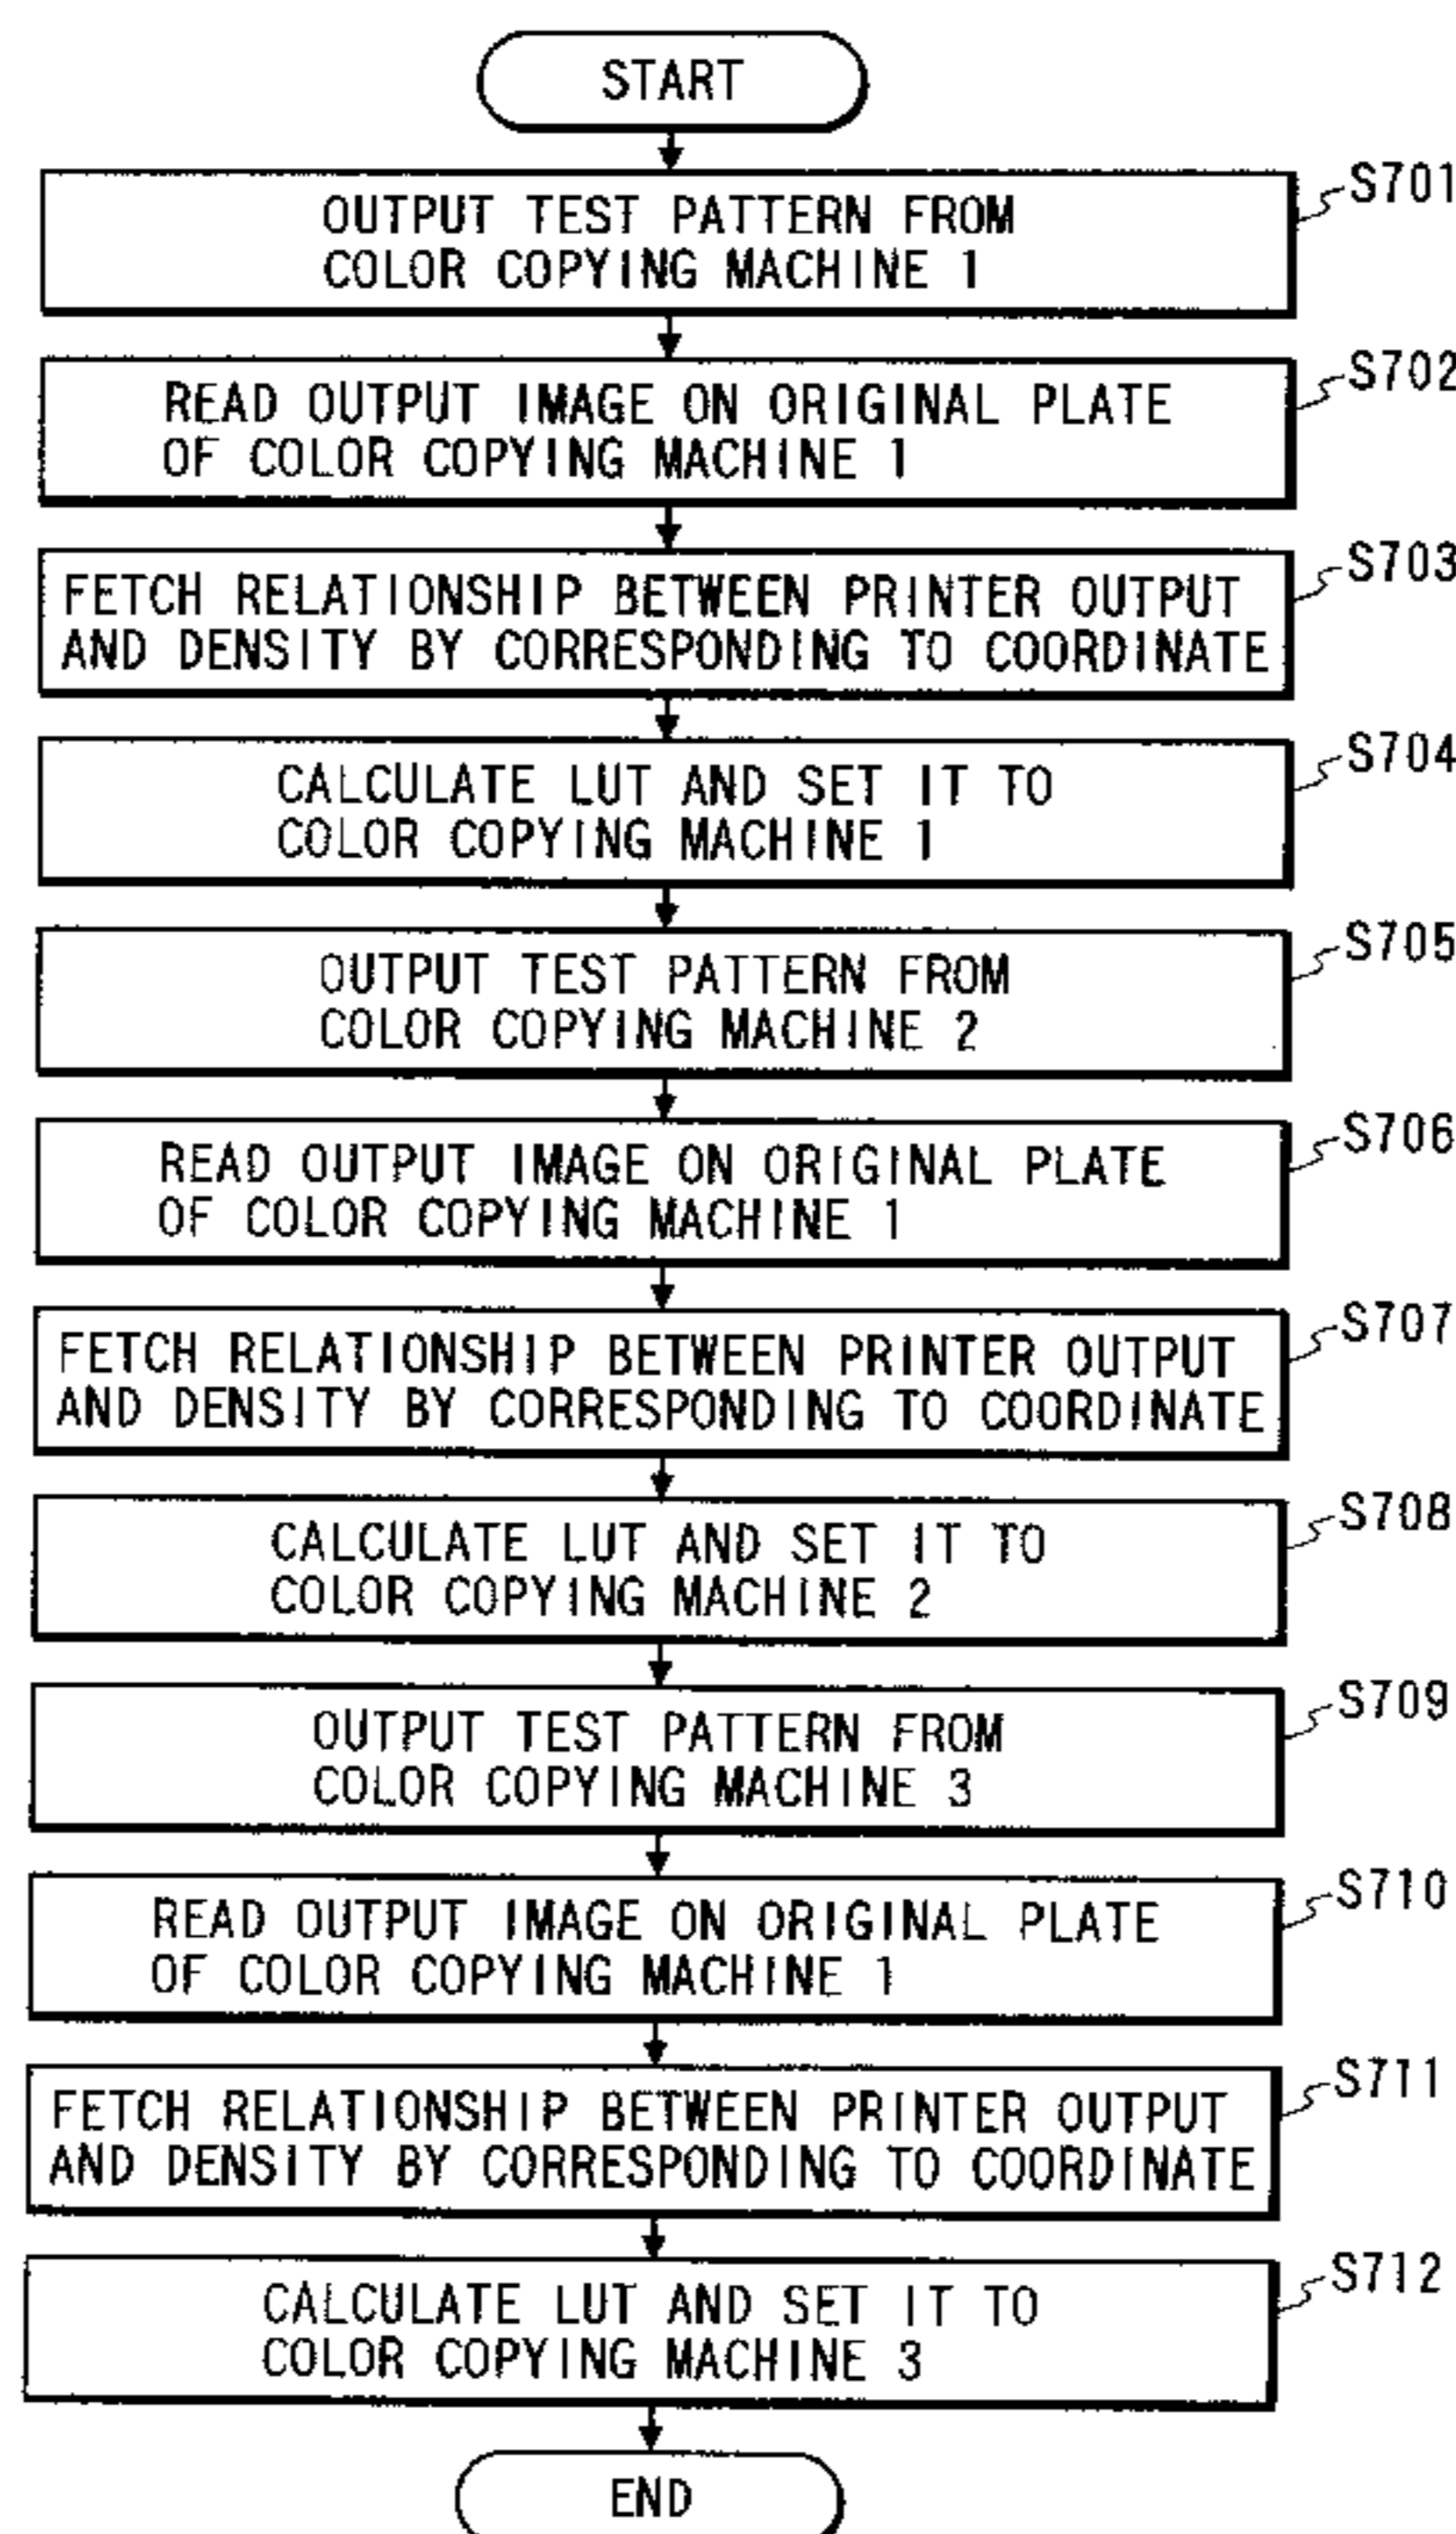 START
OUTPUT TEST PATTERN FROM
COLOR COPYING MACHINE 1
S701
READ OUTPUT IMAGE ON ORIGINAL PLATE
OF COLOR COPYING MACHINE 1
S702
FETCH RELATIONSHIP BETWEEN PRINTER OUTPUT
AND DENSITY BY CORRESPONDING TO COORDINATE
S703
CALCULATE LUT AND SET IT TO
COLOR COPYING MACHINE 1
S704
OUTPUT TEST PATTERN FROM
COLOR COPYING MACHINE 2
S705
READ OUTPUT IMAGE ON ORIGINAL PLATE
OF COLOR COPYING MACHINE 1
S706
FETCH RELATIONSHIP BETWEEN PRINTER OUTPUT
AND DENSITY BY CORRESPONDING TO COORDINATE
S707
CALCULATE LUT AND SET IT TO
COLOR COPYING MACHINE 2
S708
OUTPUT TEST PATTERN FROM
COLOR COPYING MACHINE 3
S709
READ OUTPUT IMAGE ON ORIGINAL PLATE
OF COLOR COPYING MACHINE 1
S710
FETCH RELATIONSHIP BETWEEN PRINTER OUTPUT
AND DENSITY BY CORRESPONDING TO COORDINATE
S711
CALCULATE LUT AND SET IT TO
COLOR COPYING MACHINE 3
S712
END